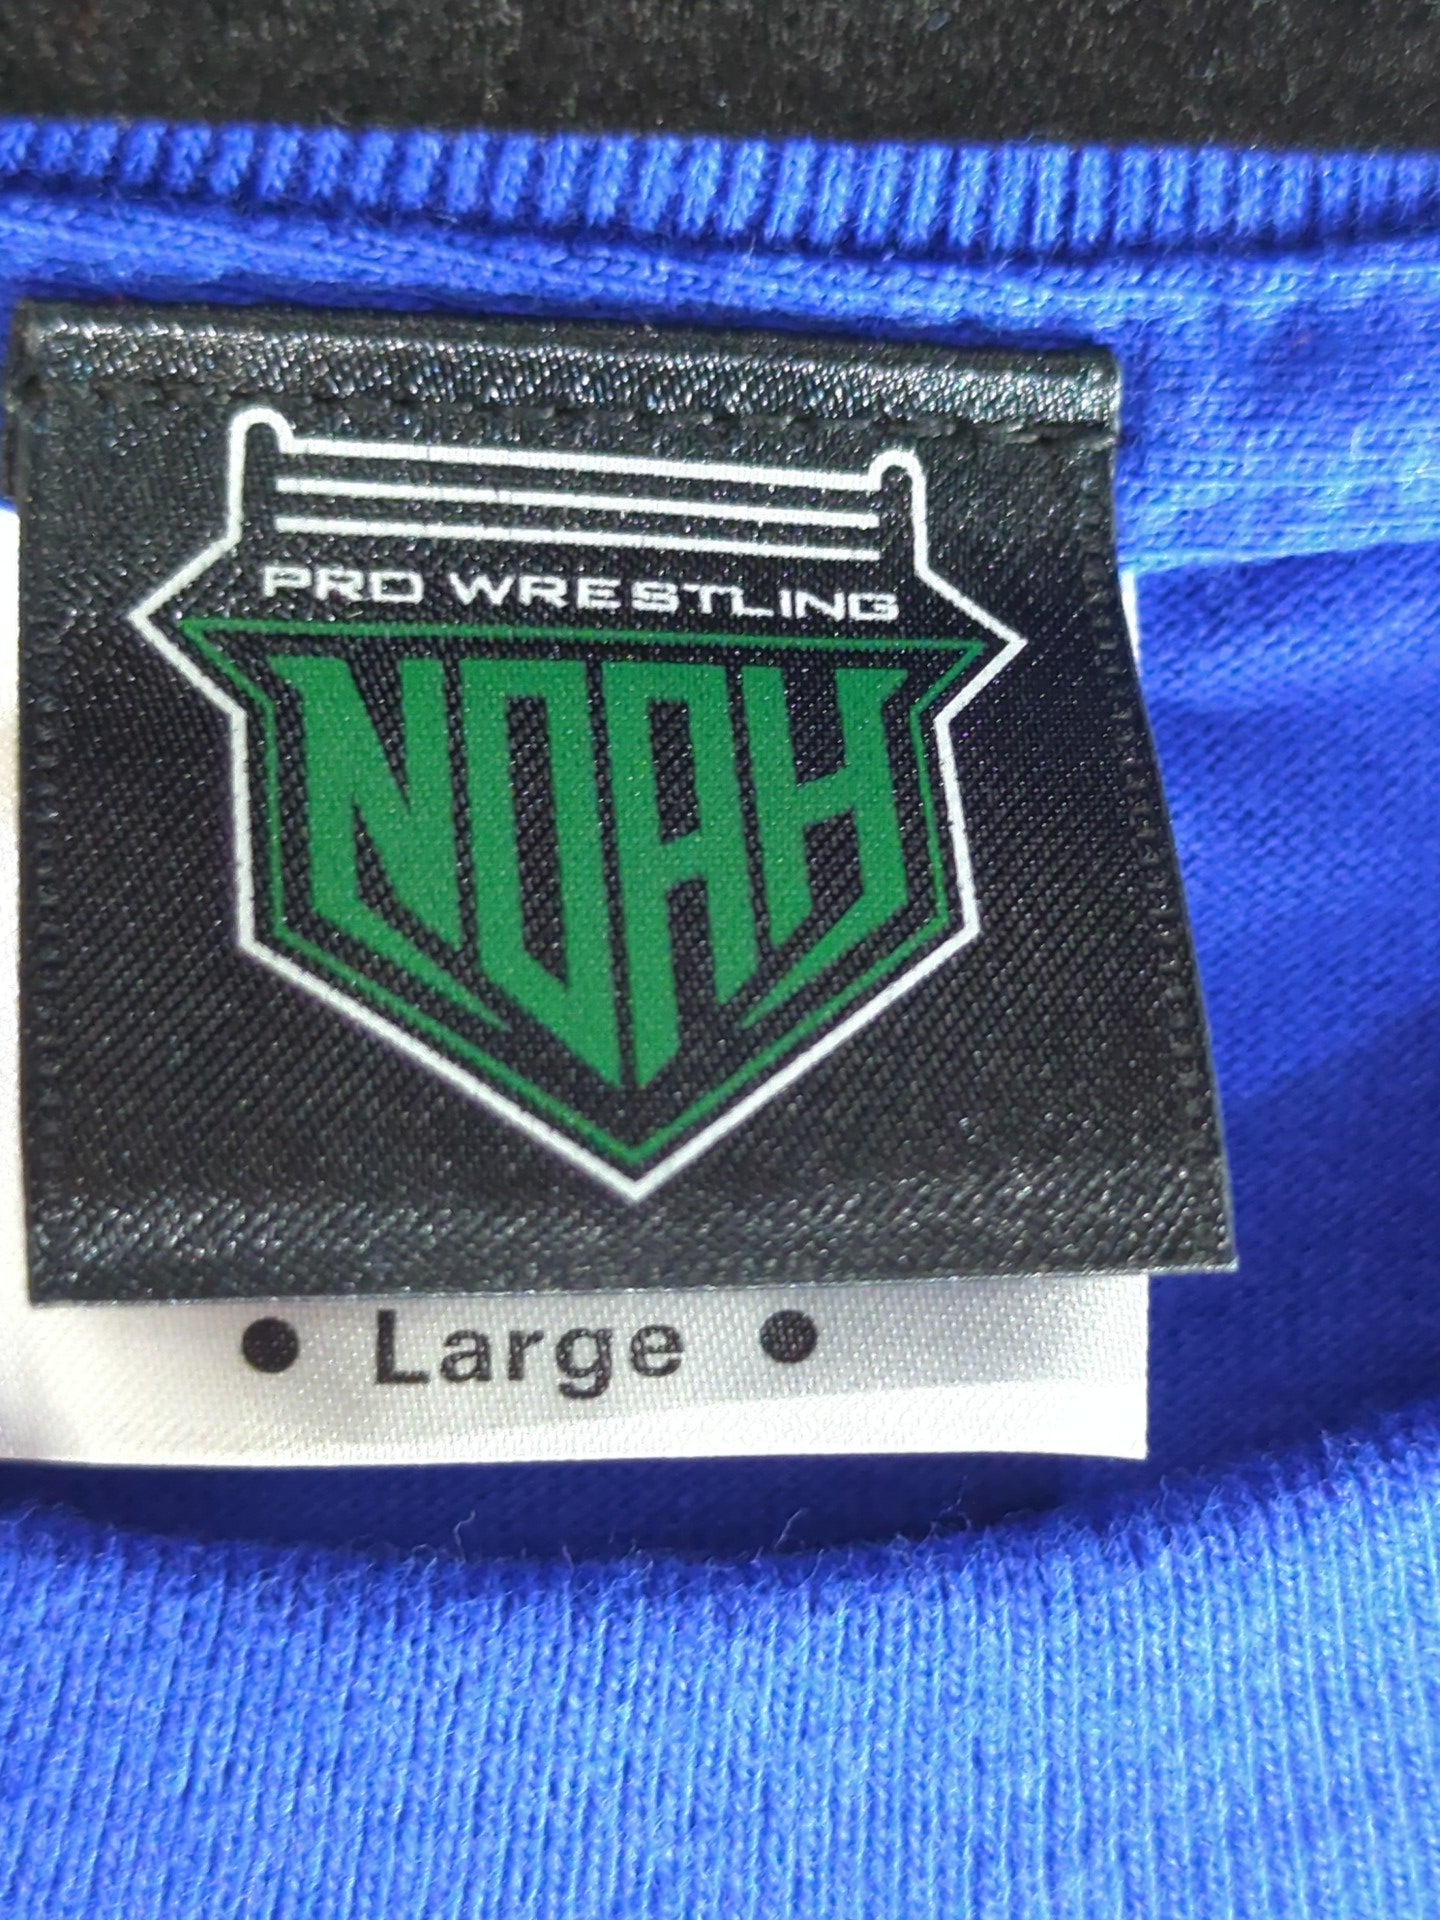 PRO WRESTLING
NOAH
• Large •